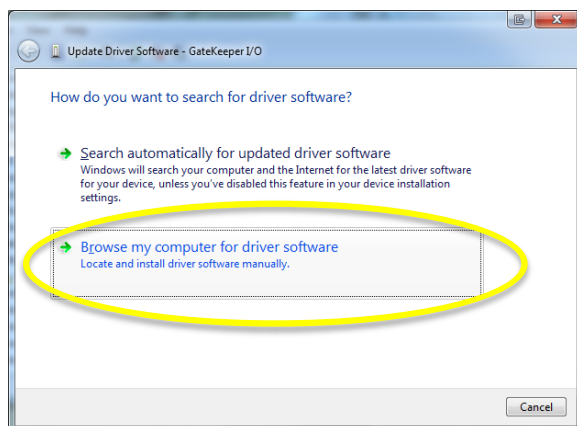 Update Driver Software - GateKeeper I/O
How do you want to search for driver software?
Search automatically for updated driver software
Windows will search your computer and the Internet for the latest driver software
for your device, unless you've disabled this feature in your device installation
settings.
Browse my computer for driver software
Locate and install driver software manually.
Cancel